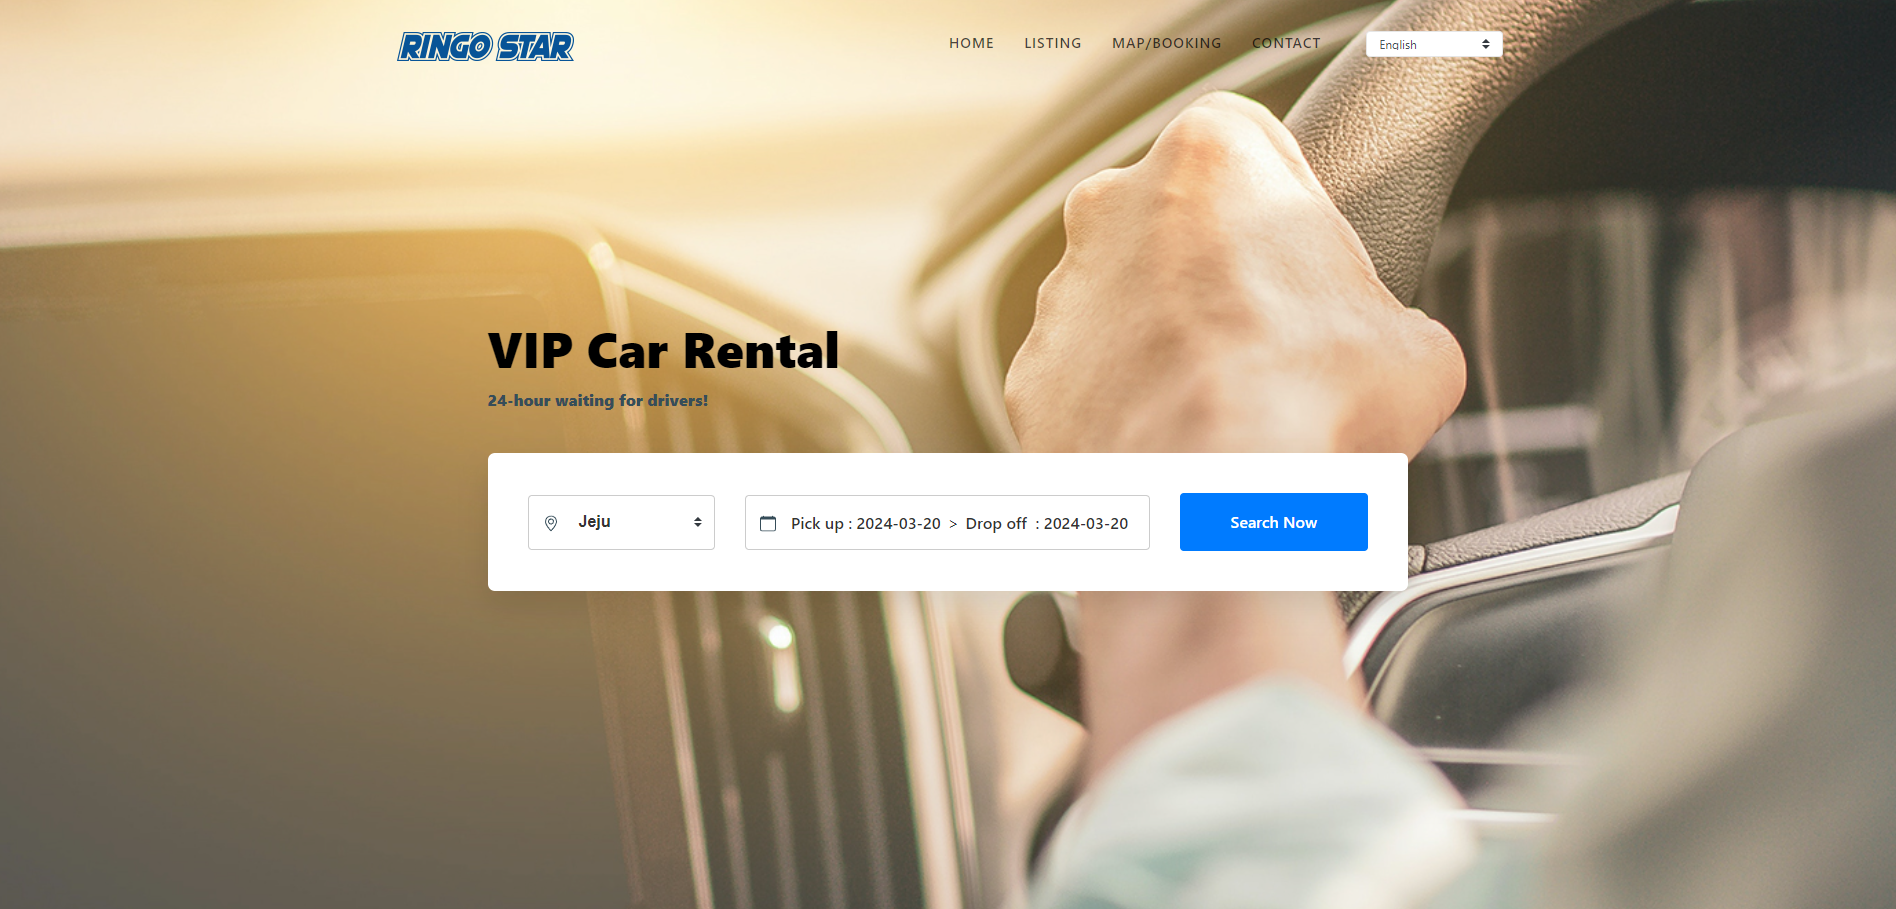 RINGO STAR
HOME LISTING MAP/BOOKING CONTACT English
VIP Car Rental
24-hour waiting for drivers!
Jeju Pick up : 2024-03-20 > Drop off : 2024-03-20 Search Now